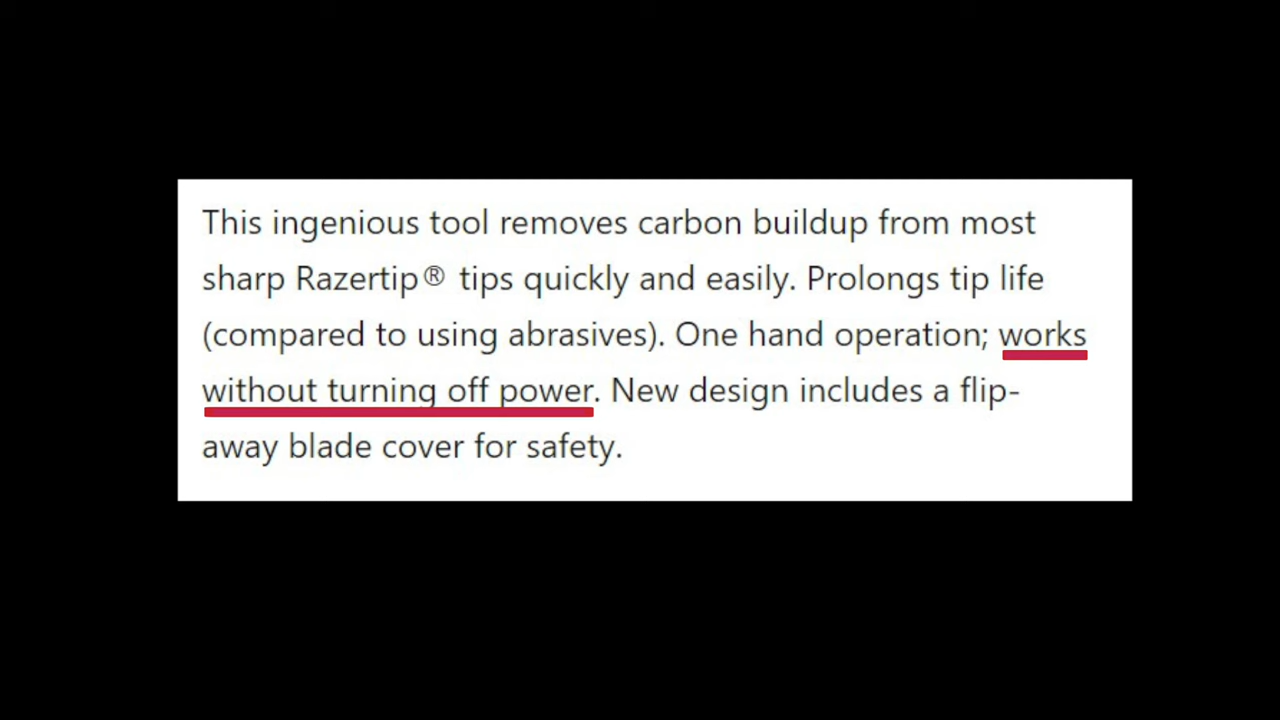 This ingenious tool removes carbon buildup from most
sharp Razertip® tips quickly and easily. Prolongs tip life
(compared to using abrasives). One hand operation; works
without turning off power. New design includes a flip-
away blade cover for safety.